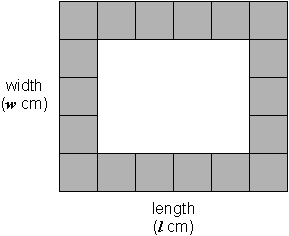 width
(w cm)
length
(l cm)